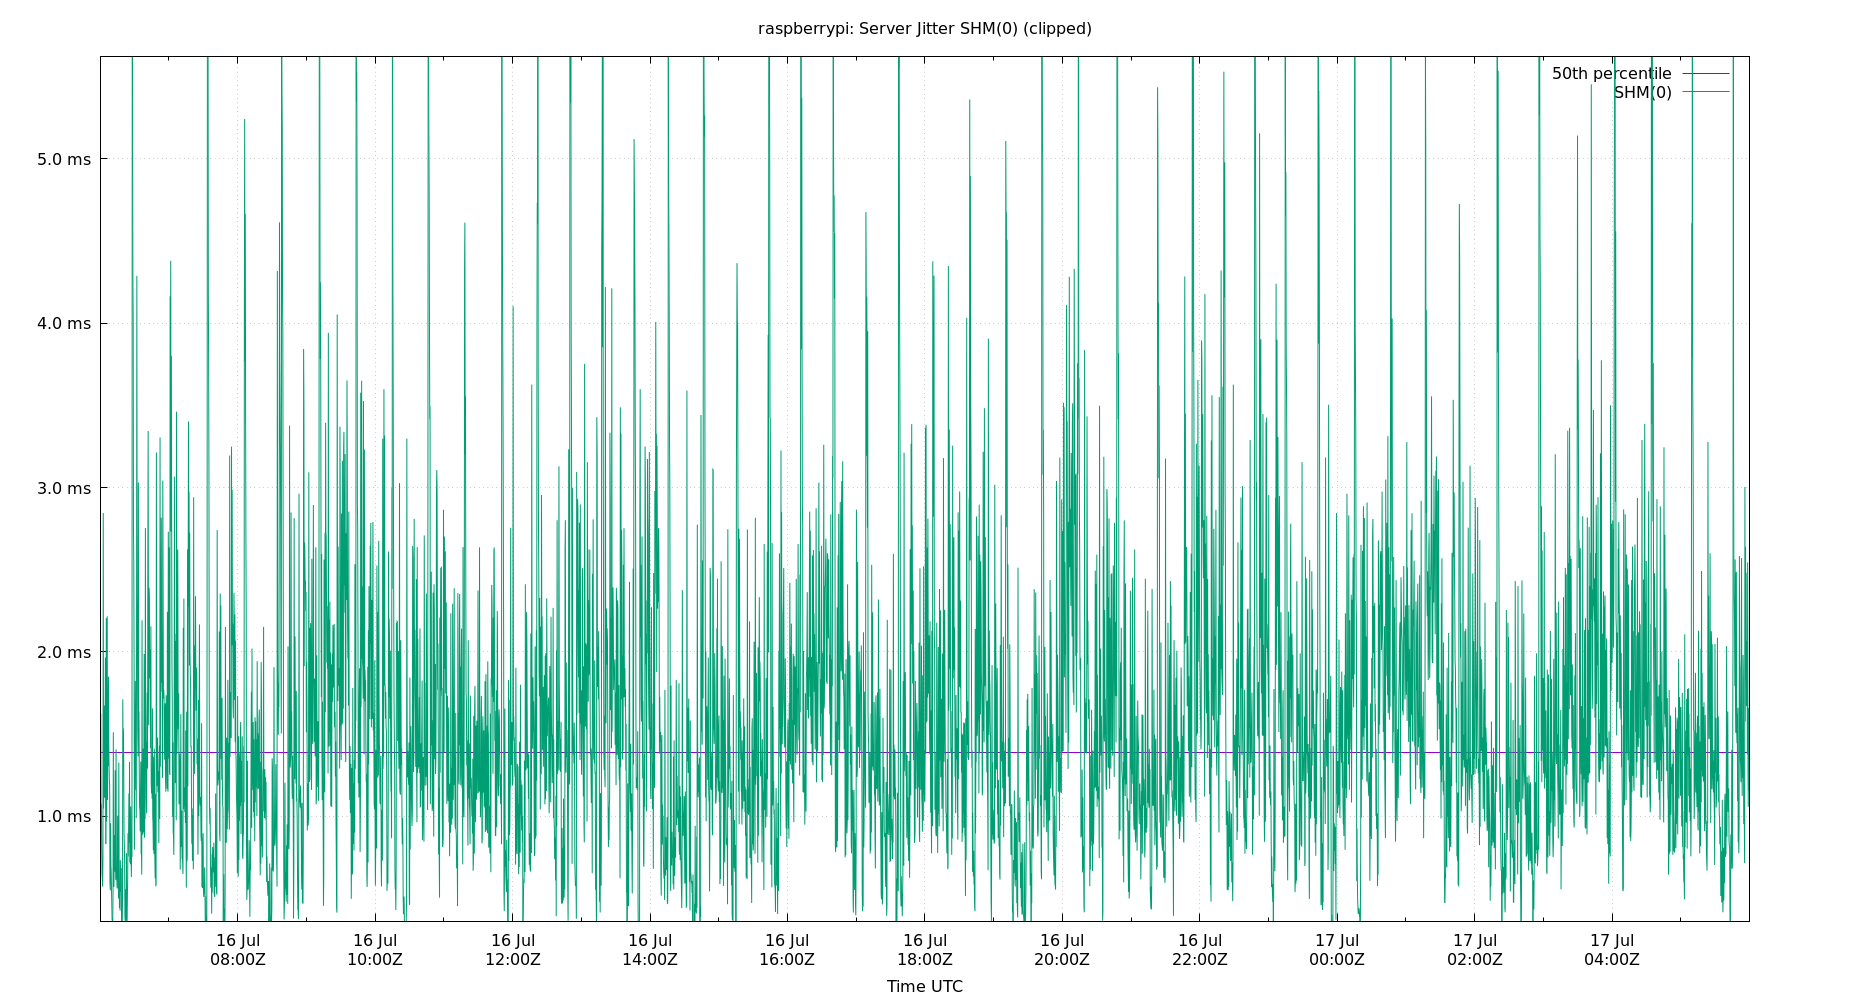 raspberrypi: Server Jitter SHM(0) (clipped)
50th percentile
SHM(0)
5.0 ms
4.0 ms
3.0 ms
2.0 ms
1.0 ms
16 Jul 16 Jul 16 Jul 16 Jul 16 Jul 16 Jul 16 Jul 16 Jul 17 Jul 17 Jul 17 Jul
08:00Z 10:00Z 12:00Z 14:00Z 16:00Z 18:00Z 20:00Z 22:00Z 00:00Z 02:00Z 04:00Z
Time UTC